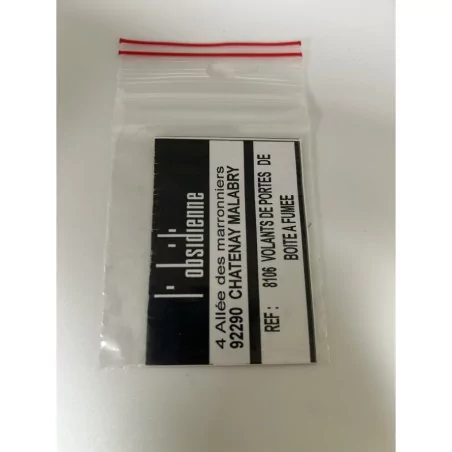 l'obsidienne
4 Allée des marronniers
92290 CHATENAY MALABRY
REF : 8106 VOLANTS DE PORTES DE
BOITE A FUMEE